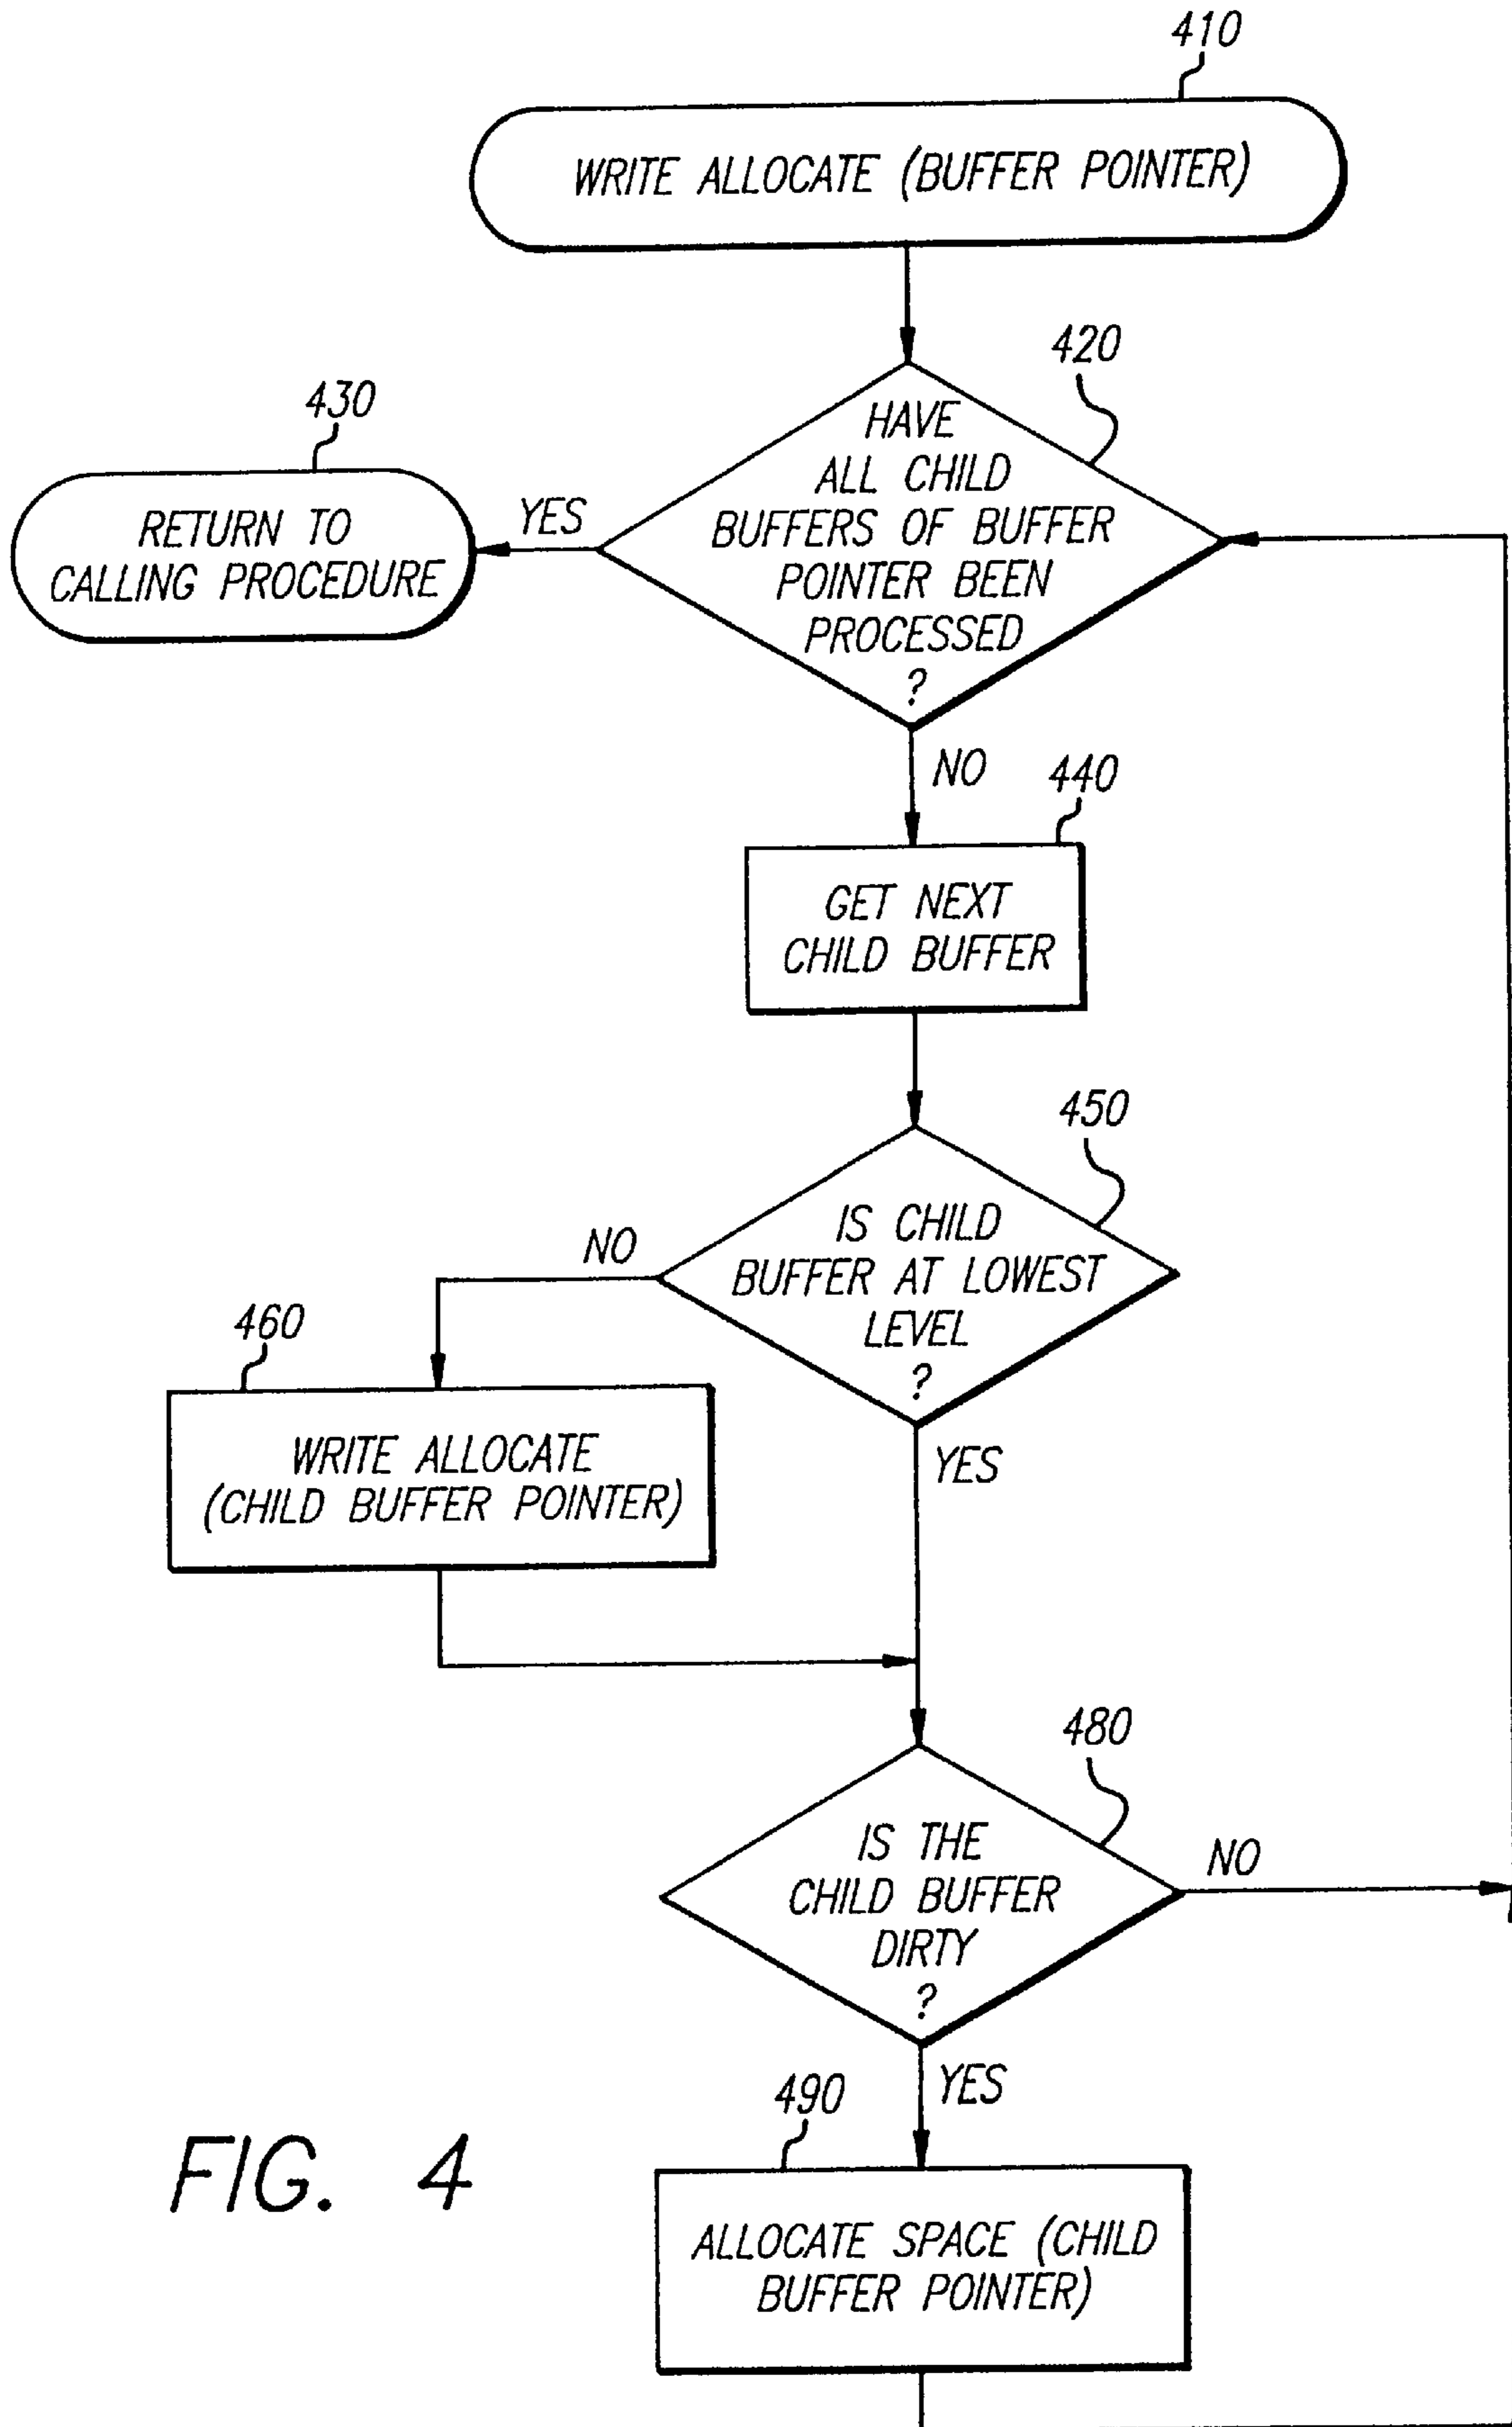 410
WRITE ALLOCATE (BUFFER POINTER)
420
HAVE
ALL CHILD
BUFFERS OF BUFFER
POINTER BEEN
PROCESSED
?
YES
430
RETURN TO
CALLING PROCEDURE
NO
440
GET NEXT
CHILD BUFFER
450
IS CHILD
BUFFER AT LOWEST
LEVEL
?
NO
460
WRITE ALLOCATE
(CHILD BUFFER POINTER)
YES
480
IS THE
CHILD BUFFER
DIRTY
?
NO
YES
490
ALLOCATE SPACE (CHILD
BUFFER POINTER)
FIG. 4